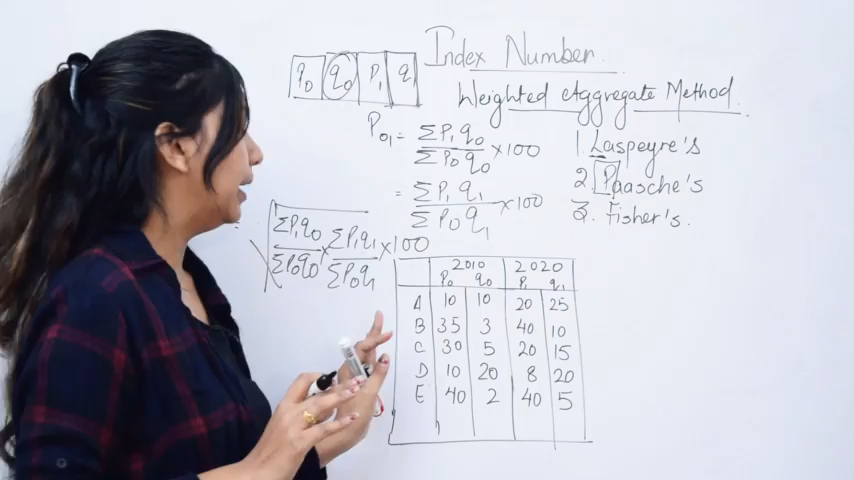 Index Number
P₀ q₀ P₁ q₁
Weighted Aggregate Method
P₀₁ = ΣP₁q₀ / ΣP₀q₀ ×100
1. Laspeyre's
2. Paasche's
3. Fisher's.
= ΣP₁q₁ / ΣP₀q₁ ×100
= √ ΣP₁q₀ / ΣP₀q₀ × ΣP₁q₁ / ΣP₀q₁ ×100
2010 2020
P₀ q₀ P₁ q₁
A 10 10 20 25
B 35 3 40 10
C 30 5 20 15
D 10 20 8 20
E 40 2 40 5